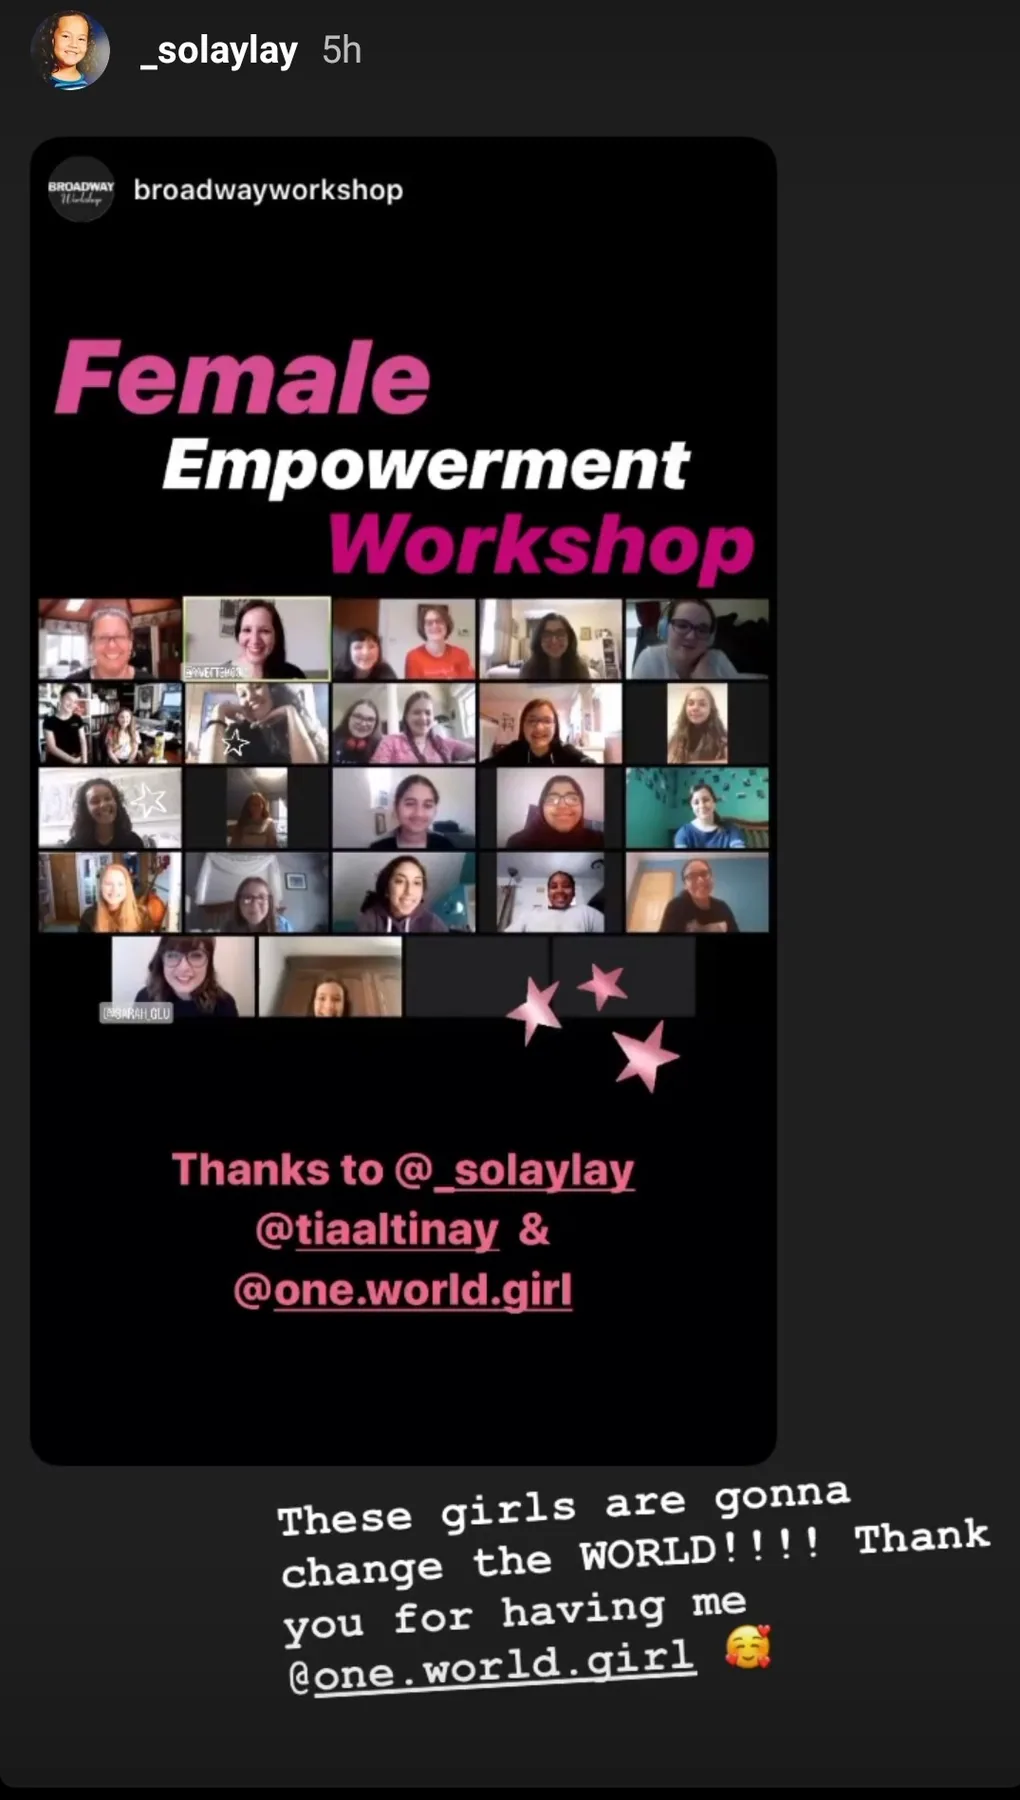 _solaylay 5h
BROADWAY
Workshop
broadwayworkshop
Female
Empowerment
Workshop
@SARAH_GLU
Thanks to @_solaylay
@tiaaltinay &
@one.world.girl
These girls are gonna
change the WORLD!!!! Thank
you for having me
@one.world.girl 🥰